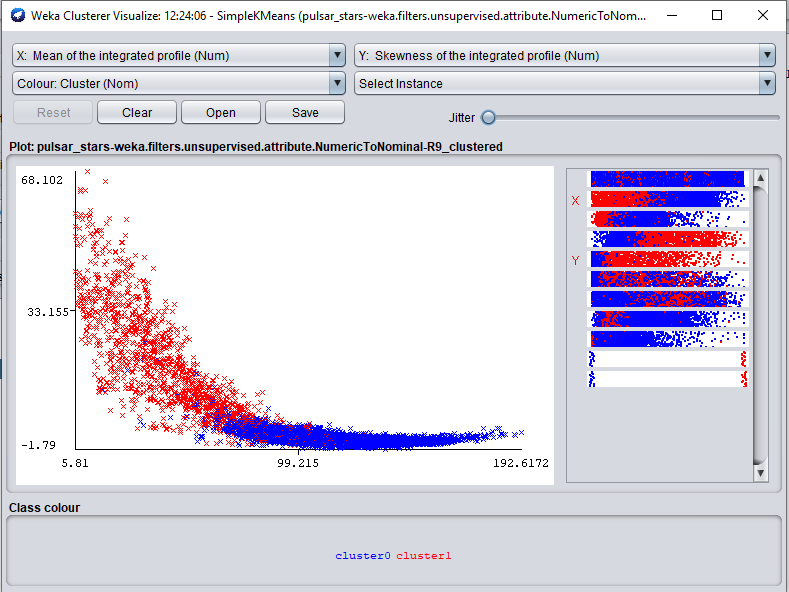 Weka Clusterer Visualize: 12:24:06 - SimpleKMeans (pulsar_stars-weka.filters.unsupervised.attribute.NumericToNom...
X: Mean of the integrated profile (Num)
Y: Skewness of the integrated profile (Num)
Colour: Cluster (Nom)
Select Instance
Reset
Clear
Open
Save
Jitter
Plot: pulsar_stars-weka.filters.unsupervised.attribute.NumericToNominal-R9_clustered
68.102
33.155
-1.79
5.81
99.215
192.6172
X
Y
Class colour
cluster0 cluster1